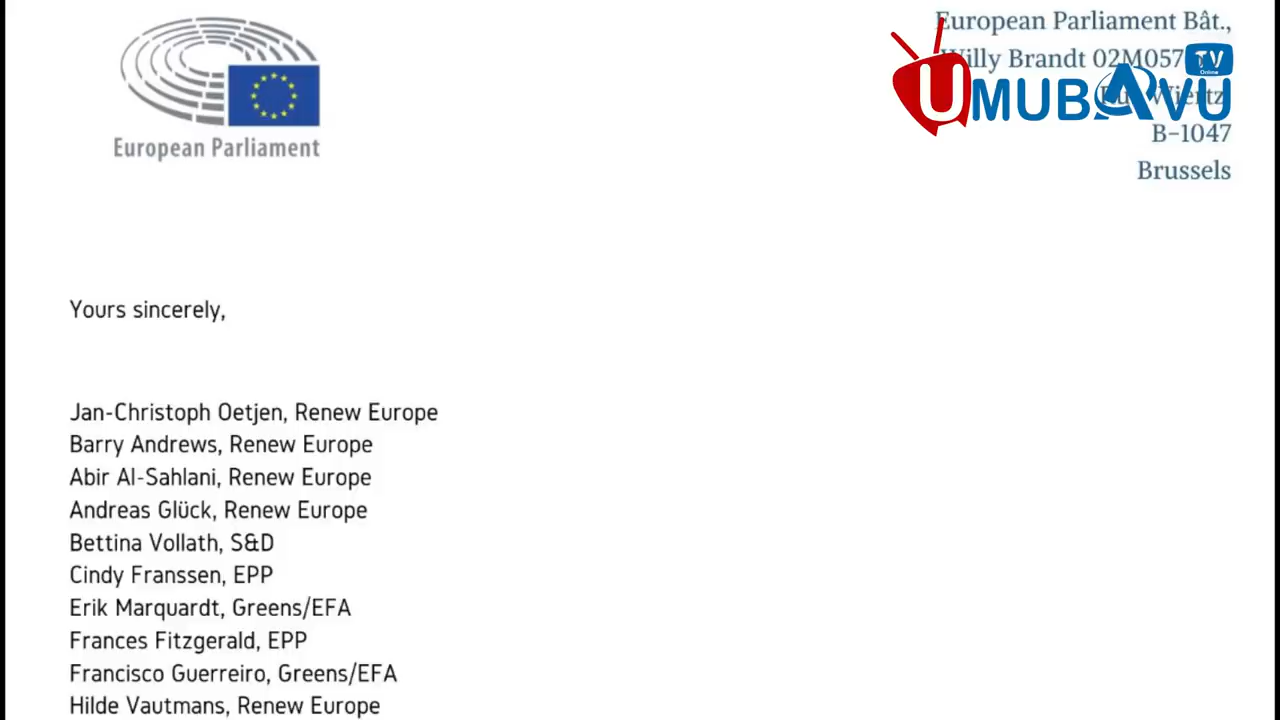 European Parliament
European Parliament Bât.,
Willy Brandt 02M057
Wiertz
B-1047
Brussels
UMUBAVU
TV
Online
Yours sincerely,
Jan-Christoph Oetjen, Renew Europe
Barry Andrews, Renew Europe
Abir Al-Sahlani, Renew Europe
Andreas Glück, Renew Europe
Bettina Vollath, S&D
Cindy Franssen, EPP
Erik Marquardt, Greens/EFA
Frances Fitzgerald, EPP
Francisco Guerreiro, Greens/EFA
Hilde Vautmans, Renew Europe